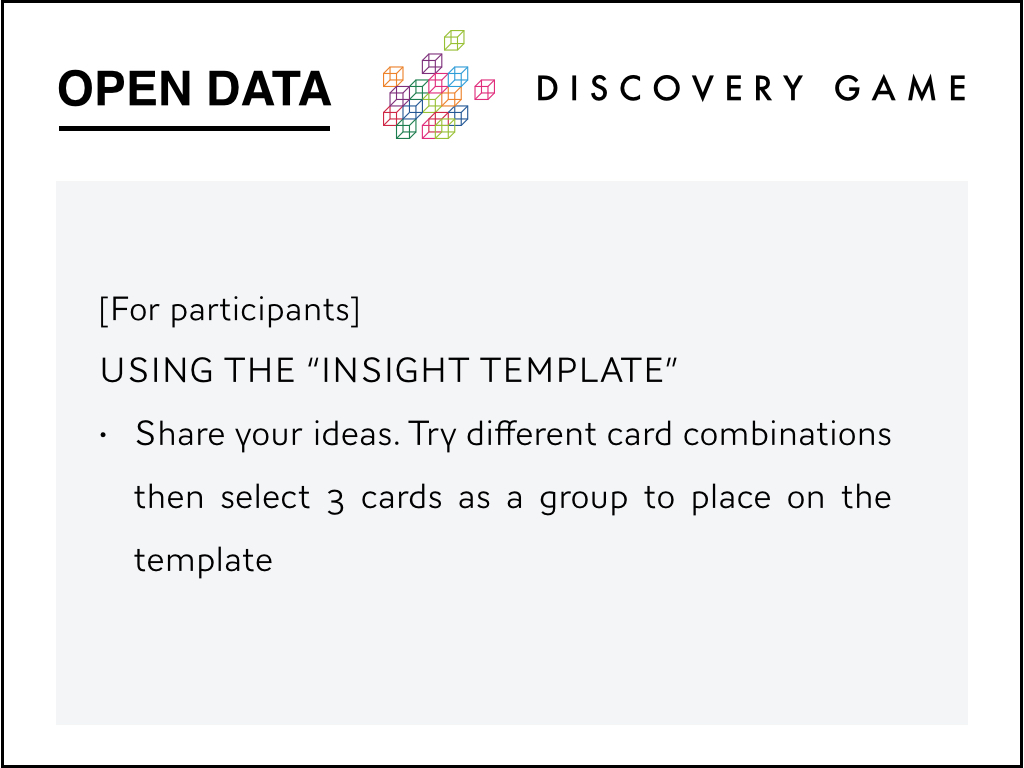 OPEN DATA
DISCOVERY GAME
[For participants]
USING THE “INSIGHT TEMPLATE”
• Share your ideas. Try different card combinations
then select 3 cards as a group to place on the
template